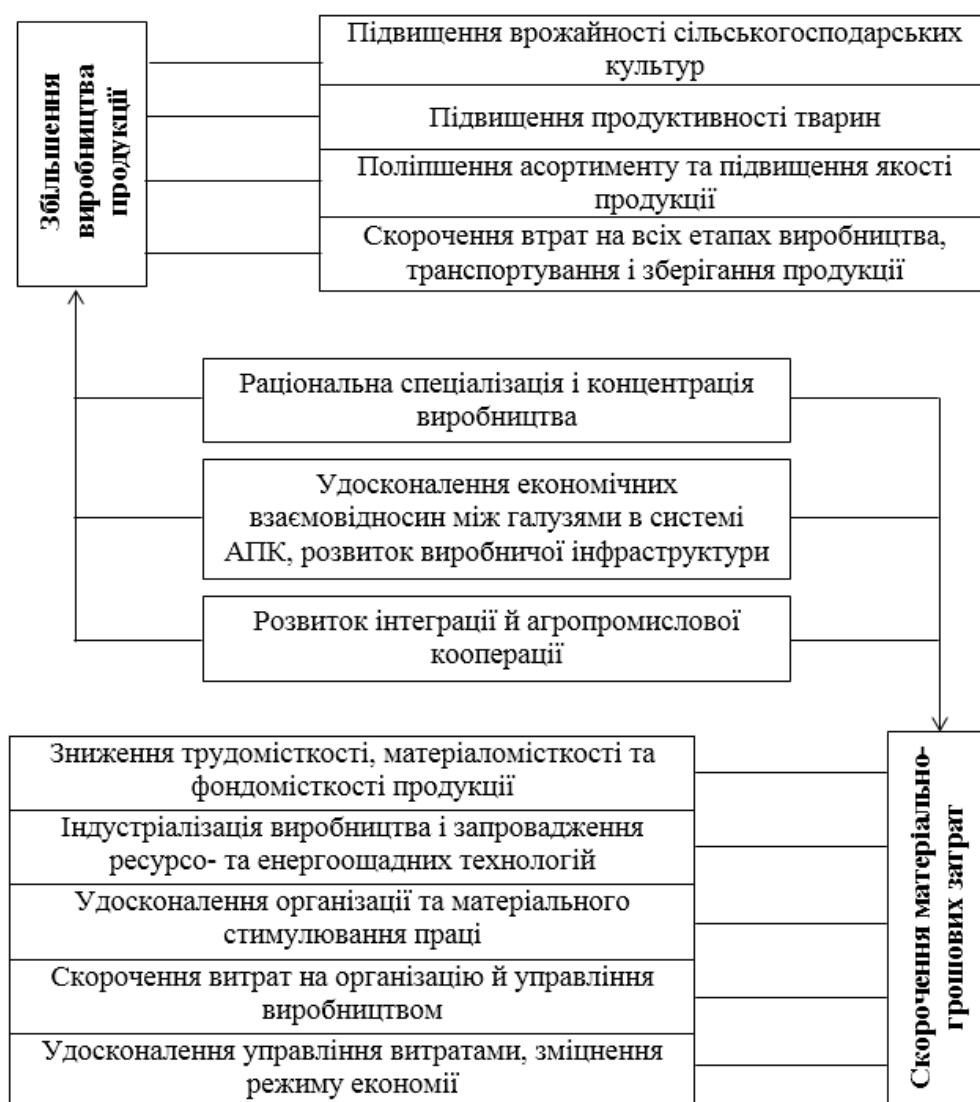 Збільшення
виробництва
продукції
Підвищення врожайності сільськогосподарських
культур
Підвищення продуктивності тварин
Поліпшення асортименту та підвищення якості
продукції
Скорочення втрат на всіх етапах виробництва,
транспортування і зберігання продукції
Раціональна спеціалізація і концентрація
виробництва
Удосконалення економічних
взаємовідносин між галузями в системі
АПК, розвиток виробничої інфраструктури
Розвиток інтеграції й агропромислової
кооперації
Зниження трудомісткості, матеріаломісткості та
фондомісткості продукції
Індустріалізація виробництва і запровадження
ресурсо- та енергоощадних технологій
Удосконалення організації та матеріального
стимулювання праці
Скорочення витрат на організацію й управління
виробництвом
Удосконалення управління витратами, зміцнення
режиму економії
Скорочення матеріально-
грошових затрат